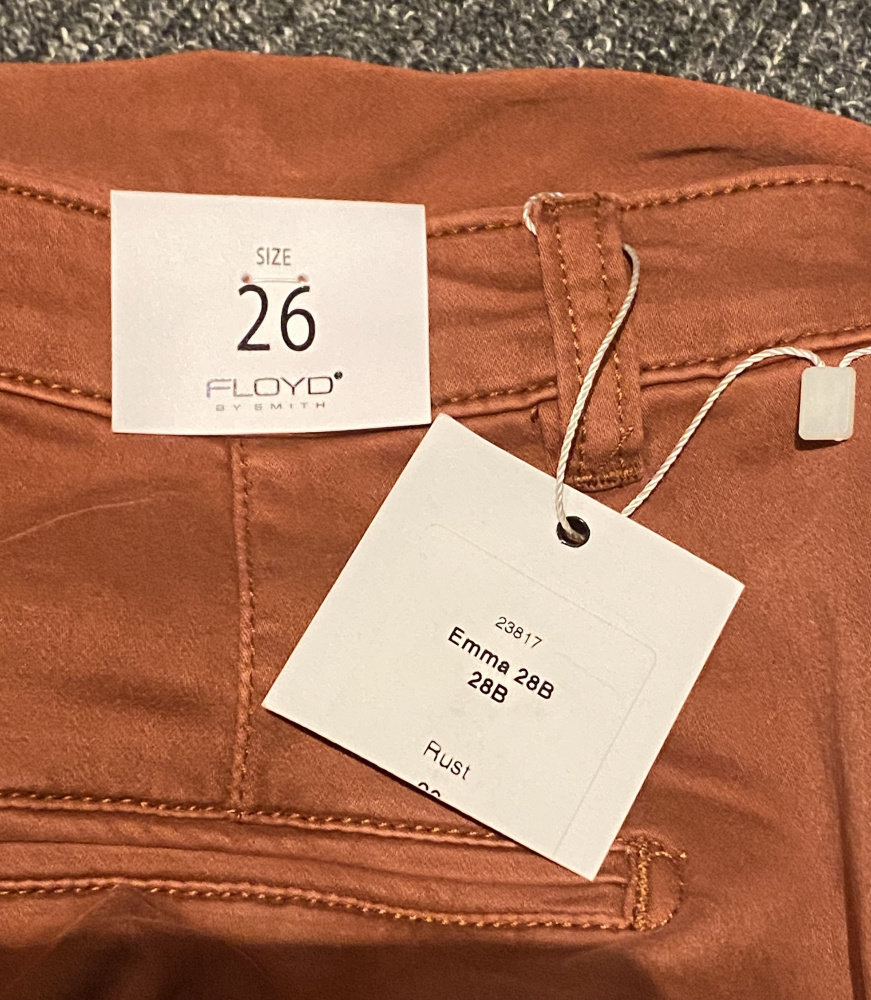 SIZE
26
FLOYD
BY SMITH
23817
Emma 28B
28B
Rust